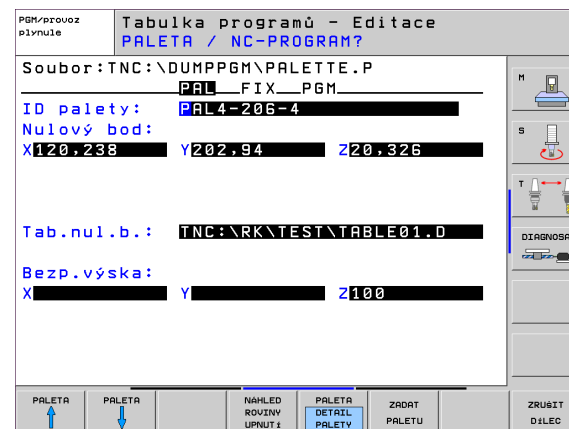 PGM/provoz
plynule
Tabulka programů – Editace
PALETA / NC-PROGRAM?
Soubor:TNC:\DUMPPGM\PALETTE.P
PAL FIX PGM
ID palety: PAL4-206-4
Nulový bod:
X120,238 Y202,94 Z20,326
Tab.nul.b.: TNC:\RK\TEST\TABLE01.D
Bezp.výska:
X Y Z100
M
S
T
DIAGNOSA
PALETA
PALETA
NÁHLED
ROVINY
UPNUTÍ
PALETA
DETAIL
PALETY
ZADAT
PALETU
ZRUŠIT
DÍLEC